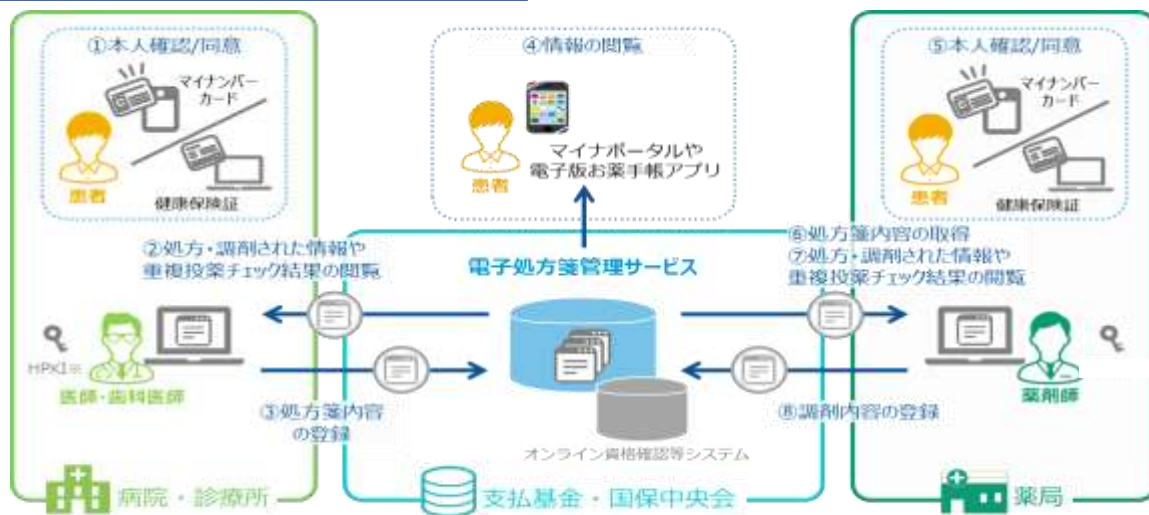 ①本人確認/同意
マイナンバー
カード
患者
健康保険証
②処方・調剤された情報や
重複投薬チェック結果の閲覧
HPKI※
医師・歯科医師
③処方箋内容
の登録
病院・診療所
④情報の閲覧
患者
マイナポータルや
電子版お薬手帳アプリ
電子処方箋管理サービス
オンライン資格確認等システム
支払基金・国保中央会
⑤本人確認/同意
マイナンバー
カード
患者
健康保険証
⑥処方箋内容の取得
⑦処方・調剤された情報や
重複投薬チェック結果の閲覧
薬剤師
⑧調剤内容の登録
薬局